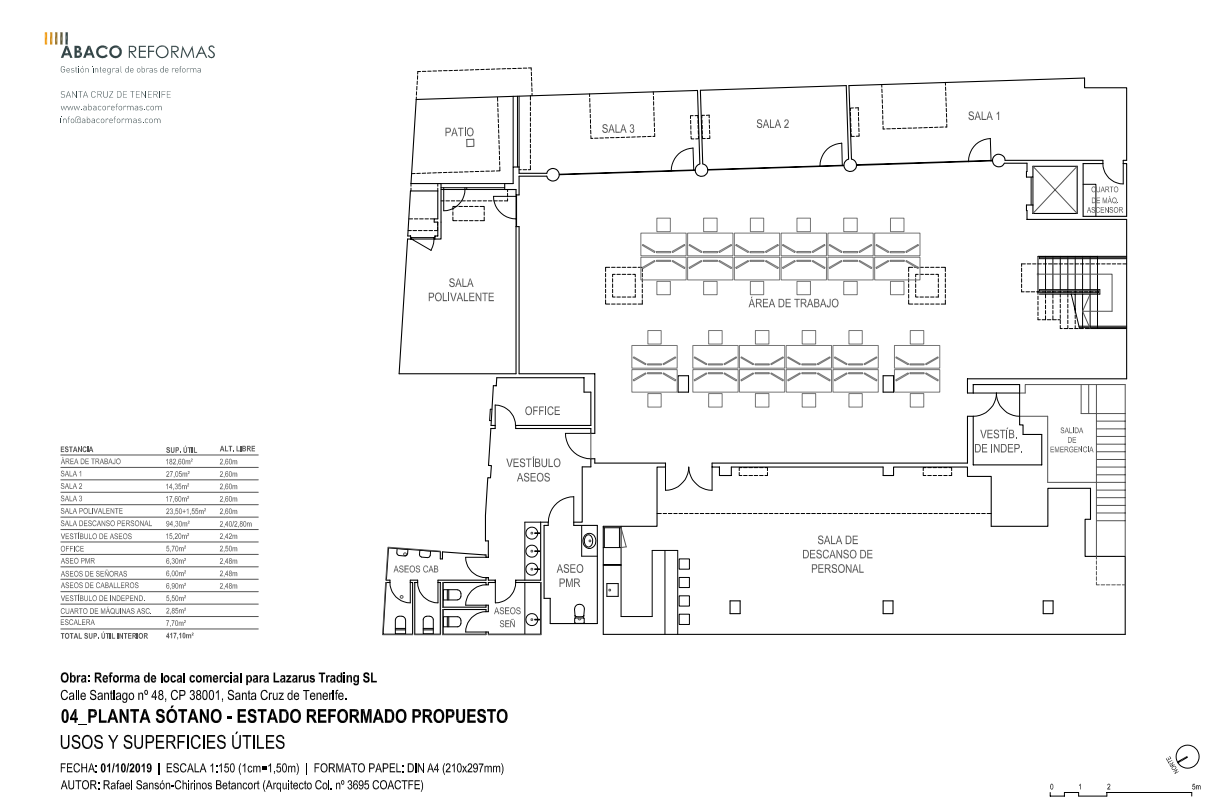 ABACO REFORMAS
Gestión integral de obras de reforma
SANTA CRUZ DE TENERIFE
www.abacoreformas.com
info@abacoreformas.com
PATIO
SALA 3
SALA 2
SALA 1
CUARTO
DE MÁQ.
ASCENSOR
SALA
POLIVALENTE
ÁREA DE TRABAJO
OFFICE
VESTÍBULO
ASEOS
VESTÍB.
DE INDEP.
SALIDA
DE
EMERGENCIA
SALA DE
DESCANSO DE
PERSONAL
ASEOS CAB
ASEO
PMR
ASEOS
SEÑ
ESTANCIA SUP. ÚTIL ALT. LIBRE
ÁREA DE TRABAJO 182,60m² 2,60m
SALA 1 27,05m² 2,60m
SALA 2 14,35m² 2,60m
SALA 3 17,60m² 2,60m
SALA POLIVALENTE 23,50+1,55m² 2,60m
SALA DESCANSO PERSONAL 94,30m² 2,40/2,80m
VESTÍBULO DE ASEOS 15,20m² 2,42m
OFFICE 5,70m² 2,50m
ASEO PMR 6,30m² 2,48m
ASEOS DE SEÑORAS 6,00m² 2,48m
ASEOS DE CABALLEROS 6,90m² 2,48m
VESTÍBULO DE INDEPEND. 5,50m²
CUARTO DE MÁQUINAS ASC. 2,85m²
ESCALERA 7,70m²
TOTAL SUP. ÚTIL INTERIOR 417,10m²
Obra: Reforma de local comercial para Lazarus Trading SL
Calle Santiago nº 48, CP 38001, Santa Cruz de Tenerife.
04_PLANTA SÓTANO - ESTADO REFORMADO PROPUESTO
USOS Y SUPERFICIES ÚTILES
FECHA: 01/10/2019 | ESCALA 1:150 (1cm=1,50m) | FORMATO PAPEL: DIN A4 (210x297mm)
AUTOR: Rafael Sansón-Chirinos Betancort (Arquitecto Col. nº 3695 COACTFE)
NORTE
0 1 2 5m